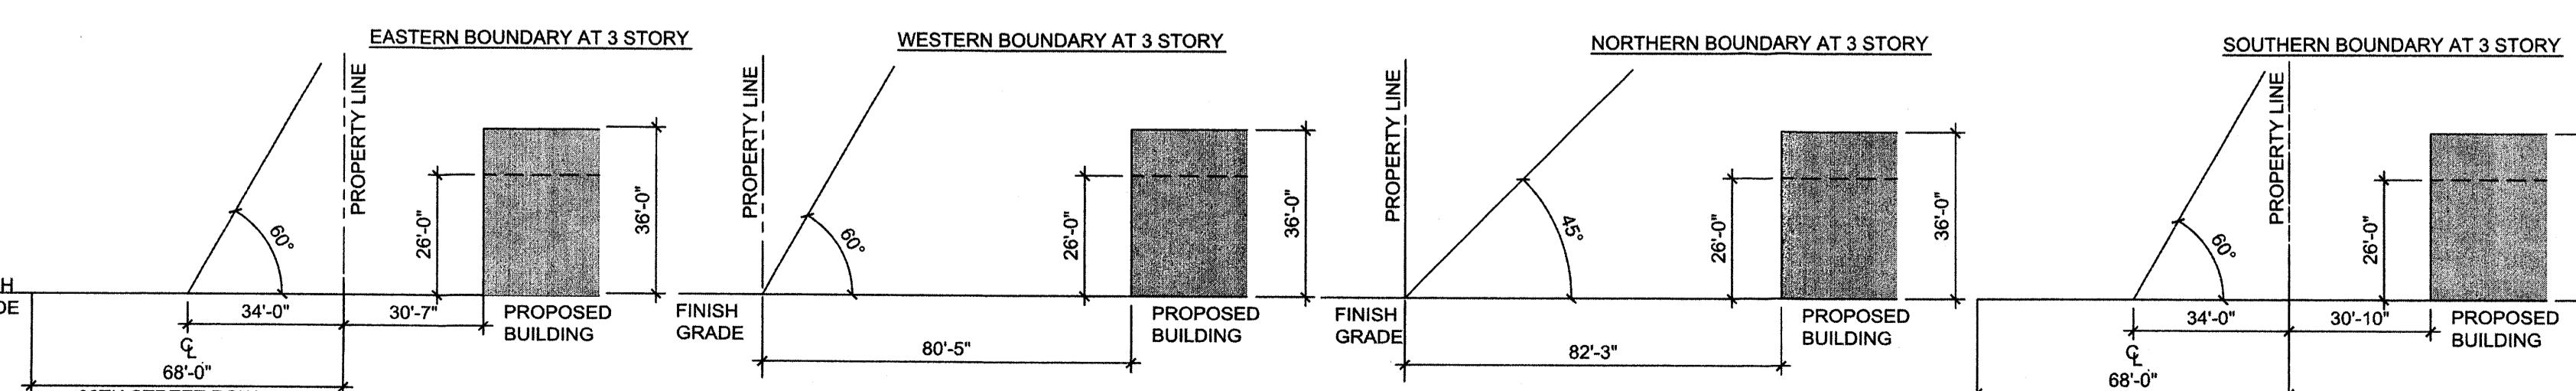 EASTERN BOUNDARY AT 3 STORY
PROPERTY LINE
60°
26'-0"
36'-0"
34'-0"
30'-7"
PROPOSED
BUILDING
℄
68'-0"
WESTERN BOUNDARY AT 3 STORY
PROPERTY LINE
60°
26'-0"
36'-0"
FINISH
GRADE
PROPOSED
BUILDING
80'-5"
NORTHERN BOUNDARY AT 3 STORY
PROPERTY LINE
45°
26'-0"
36'-0"
FINISH
GRADE
PROPOSED
BUILDING
82'-3"
SOUTHERN BOUNDARY AT 3 STORY
PROPERTY LINE
60°
26'-0"
34'-0"
30'-10"
PROPOSED
BUILDING
℄
68'-0"